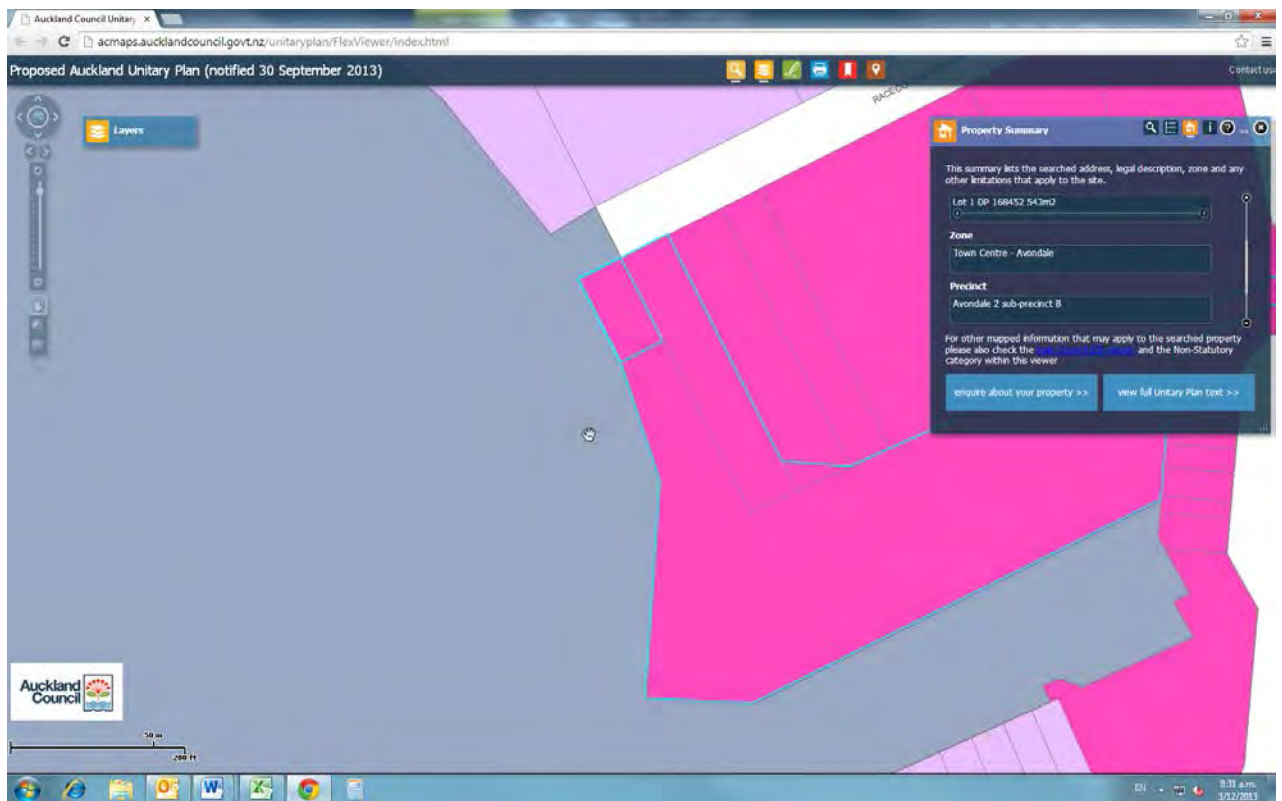 Auckland Council Unitary
acmaps.aucklandcouncil.govt.nz/unitaryplan/FlexViewer/index.html
Proposed Auckland Unitary Plan (notified 30 September 2013)
Contact us
RACECO
Layers
Property Summary
This summary lists the searched address, legal description, zone and any
other limitations that apply to the site.
Lot 1 DP 168452 543m2
Zone
Town Centre - Avondale
Precinct
Avondale 2 sub-precinct B
For other mapped information that may apply to the searched property
please also check the and the Non-Statutory
category within this viewer
enquire about your property >>
view full Unitary Plan text >>
Auckland
Council
50 m
200 ft
EN
8:31 a.m.
3/12/2013